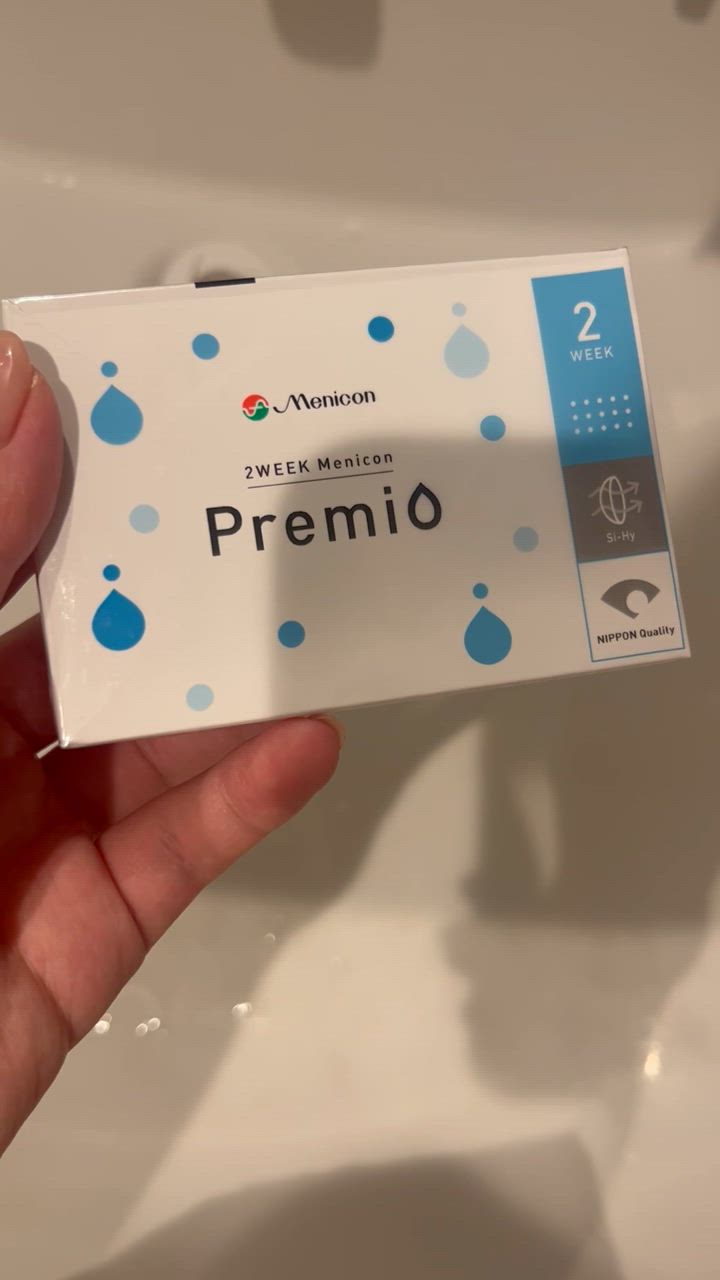 Menicon
2WEEK Menicon
Premio
2
WEEK
Si-Hy
NIPPON Quality